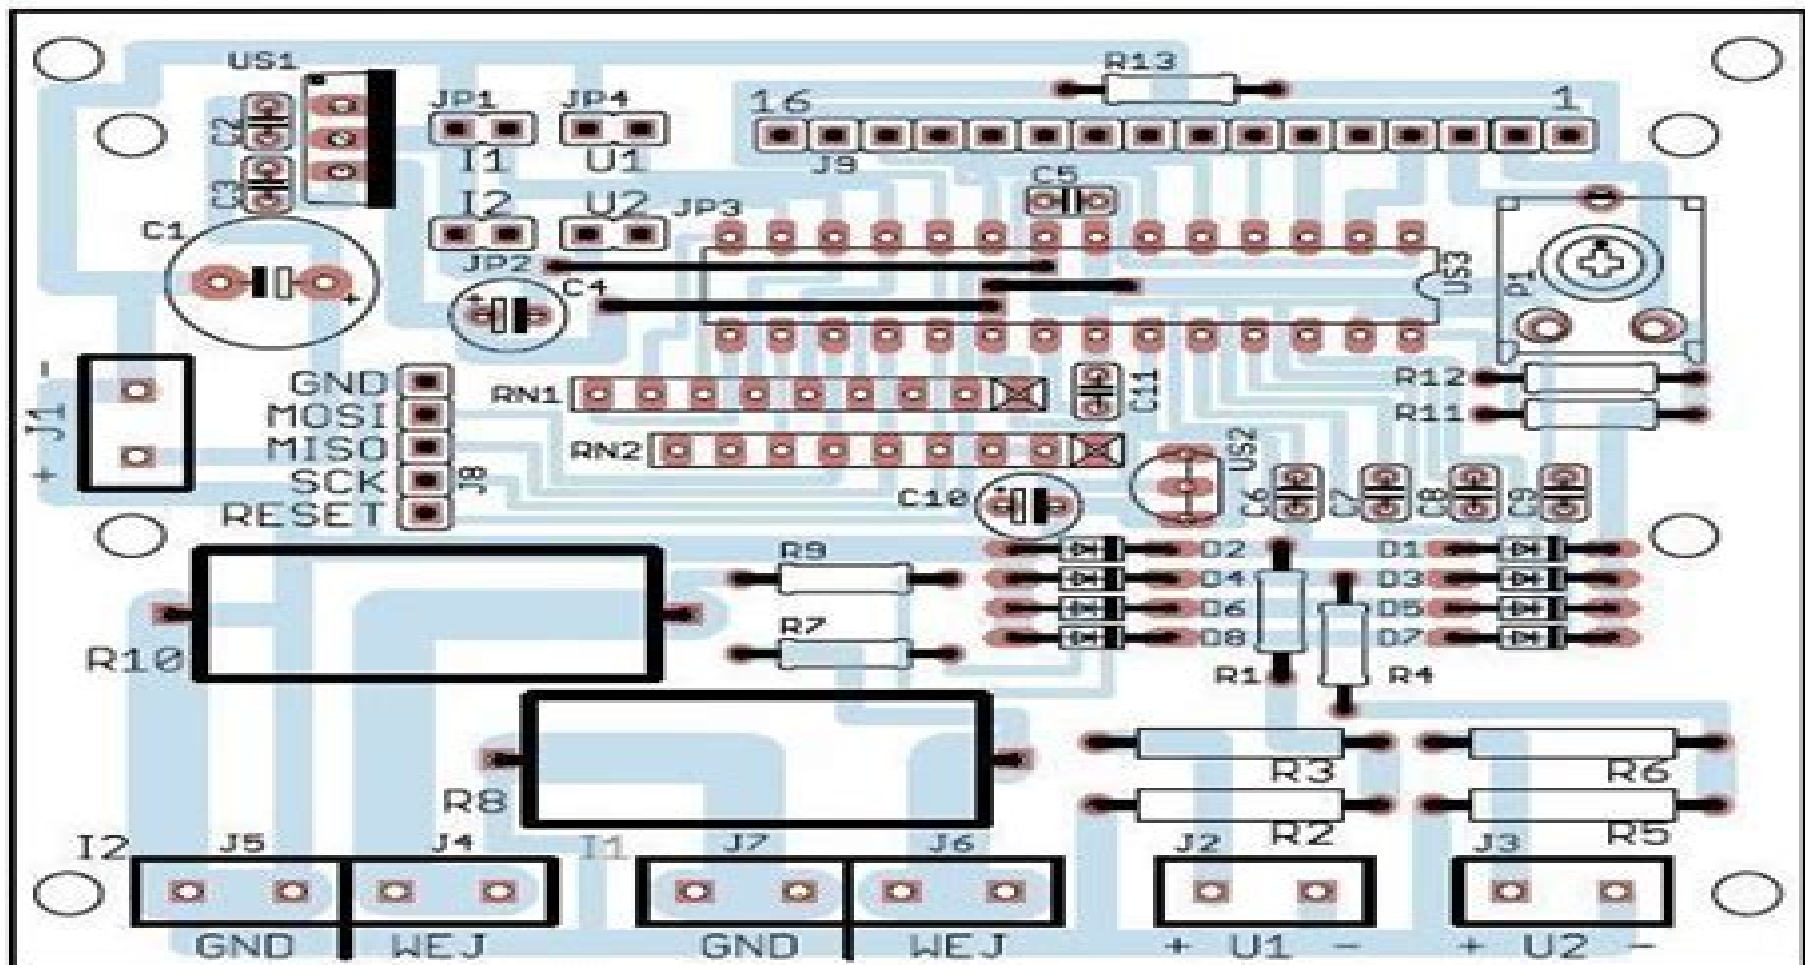 US1
R13
JP1 JP4
16 1
C2
I1 U1
J9
C5
C3
I2 U2
JP3
C1
JP2
C4
US3
P1
-
GND
RN1
C11
R12
MOSI
R11
J1
MISO
RN2
US2
+
SCK
J8
C10
C6 C7 C8 C9
RESET
R9
D2 D1
D4 D3
D6 D5
R7
D8 D7
R10
R1 R4
R3 R6
R8
I2 J5 J4 I1 J7 J6
R2 R5
J2 J3
GND WEJ GND WEJ + U1 - + U2 -